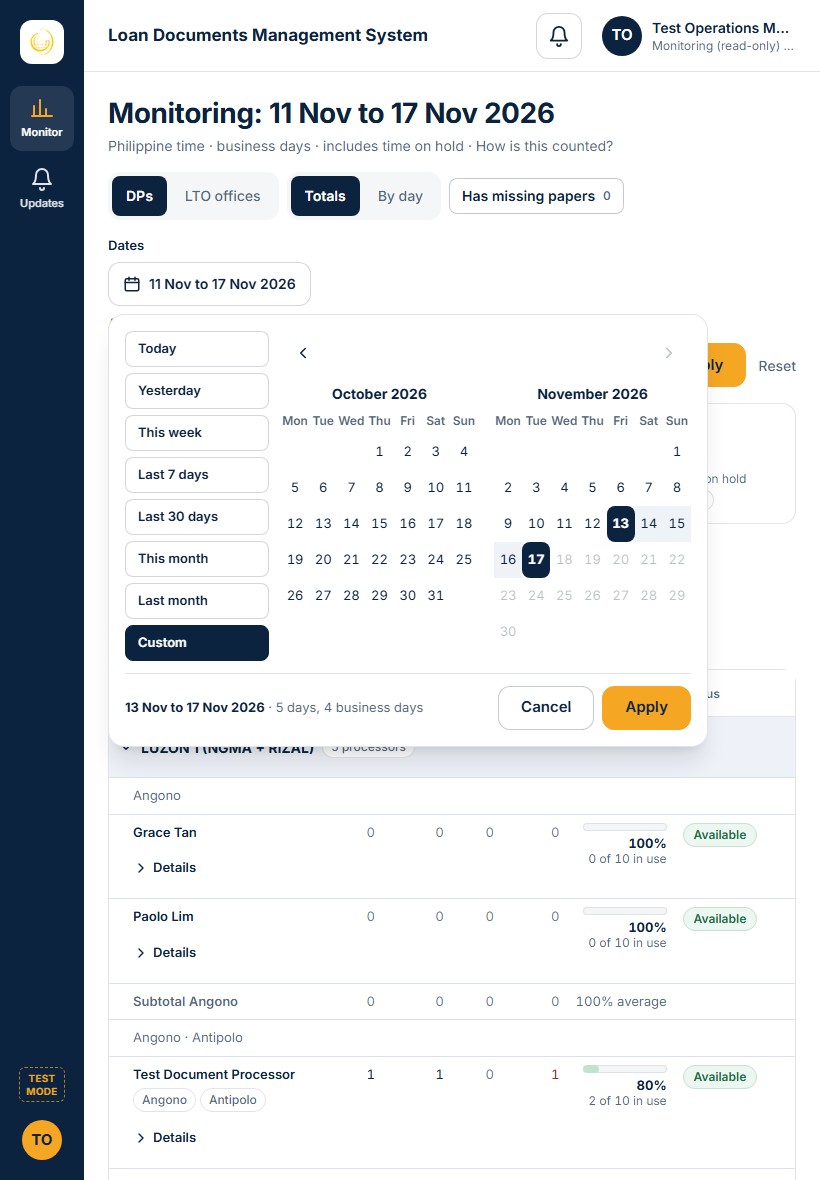 Loan Documents Management System
TO
Test Operations M...
Monitoring (read-only) ...
Monitor
Updates
Monitoring: 11 Nov to 17 Nov 2026
Philippine time · business days · includes time on hold · How is this counted?
DPs
LTO offices
Totals
By day
Has missing papers 0
Dates
11 Nov to 17 Nov 2026
Today
Yesterday
This week
Last 7 days
Last 30 days
This month
Last month
Custom
October 2026
Mon Tue Wed Thu Fri Sat Sun
1 2 3 4
5 6 7 8 9 10 11
12 13 14 15 16 17 18
19 20 21 22 23 24 25
26 27 28 29 30 31
November 2026
Mon Tue Wed Thu Fri Sat Sun
1
2 3 4 5 6 7 8
9 10 11 12 13 14 15
16 17 18 19 20 21 22
23 24 25 26 27 28 29
30
13 Nov to 17 Nov 2026 · 5 days, 4 business days
Cancel
Apply
Reset
on hold
LUZON 1 (NGMA + RIZAL) 5 processors
Angono
Grace Tan 0 0 0 0 100% Available
0 of 10 in use
Details
Paolo Lim 0 0 0 0 100% Available
0 of 10 in use
Details
Subtotal Angono 0 0 0 0 100% average
Angono · Antipolo
Test Document Processor 1 1 0 1 80% Available
Angono Antipolo 2 of 10 in use
Details
TEST
MODE
TO